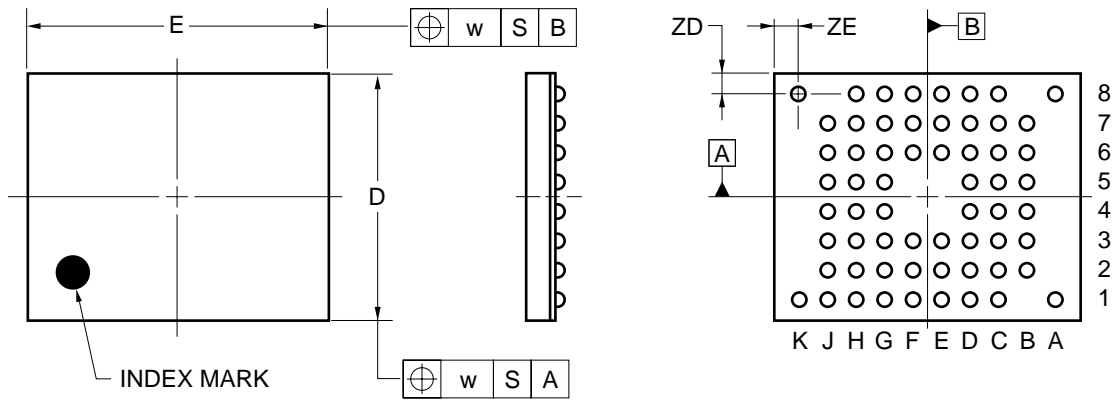 E
w S B
D
INDEX MARK
w S A
ZD
ZE
B
A
8
7
6
5
4
3
2
1
K J H G F E D C B A